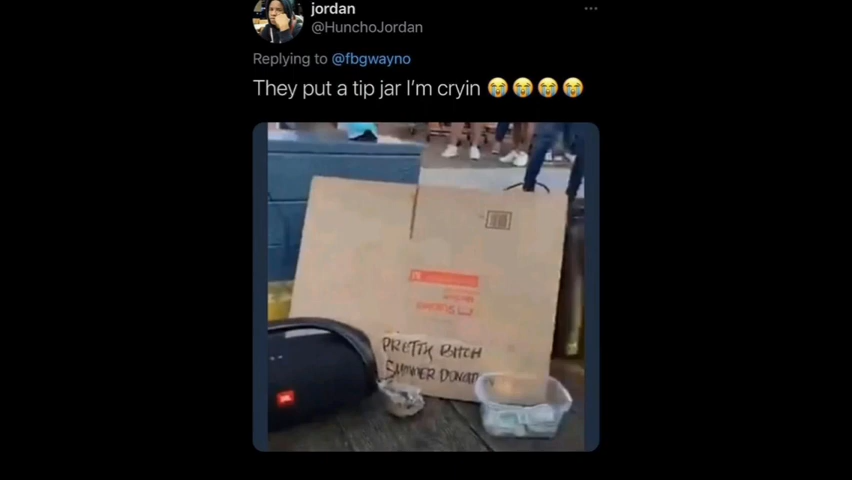 jordan
@HunchoJordan
Replying to @fbgwayno
They put a tip jar I'm cryin 😭😭😭😭
PRETTY BITCH
SUMMER DONAT
JBL